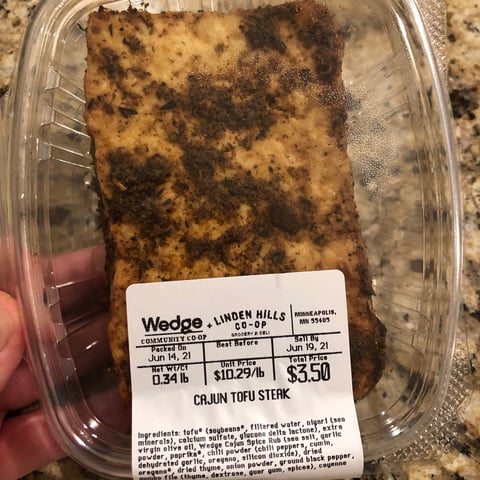 Wedge + LINDEN HILLS
COMMUNITY CO-OP CO-OP
GROCERY & DELI
MINNEAPOLIS,
MN 55405
Packed On Best Before Sell By
Jun 14, 21 Jun 19, 21
Net Wt/Ct Unit Price Total Price
0.34 lb $10.29/lb $3.50
CAJUN TOFU STEAK
Ingredients: tofu* (soybeans*, filtered water, nigari (sea
minerals), calcium sulfate, glucono delta lactone), extra
virgin olive oil, Wedge Cajun Spice Rub (sea salt, garlic
powder, paprika*, chili powder (chili peppers, cumin,
dehydrated garlic, oregano, silicon dioxide), dried
oregano*, dried thyme, onion powder, ground black pepper,
gumbo file (thyme, dextrose, guar gum, spices), cayenne